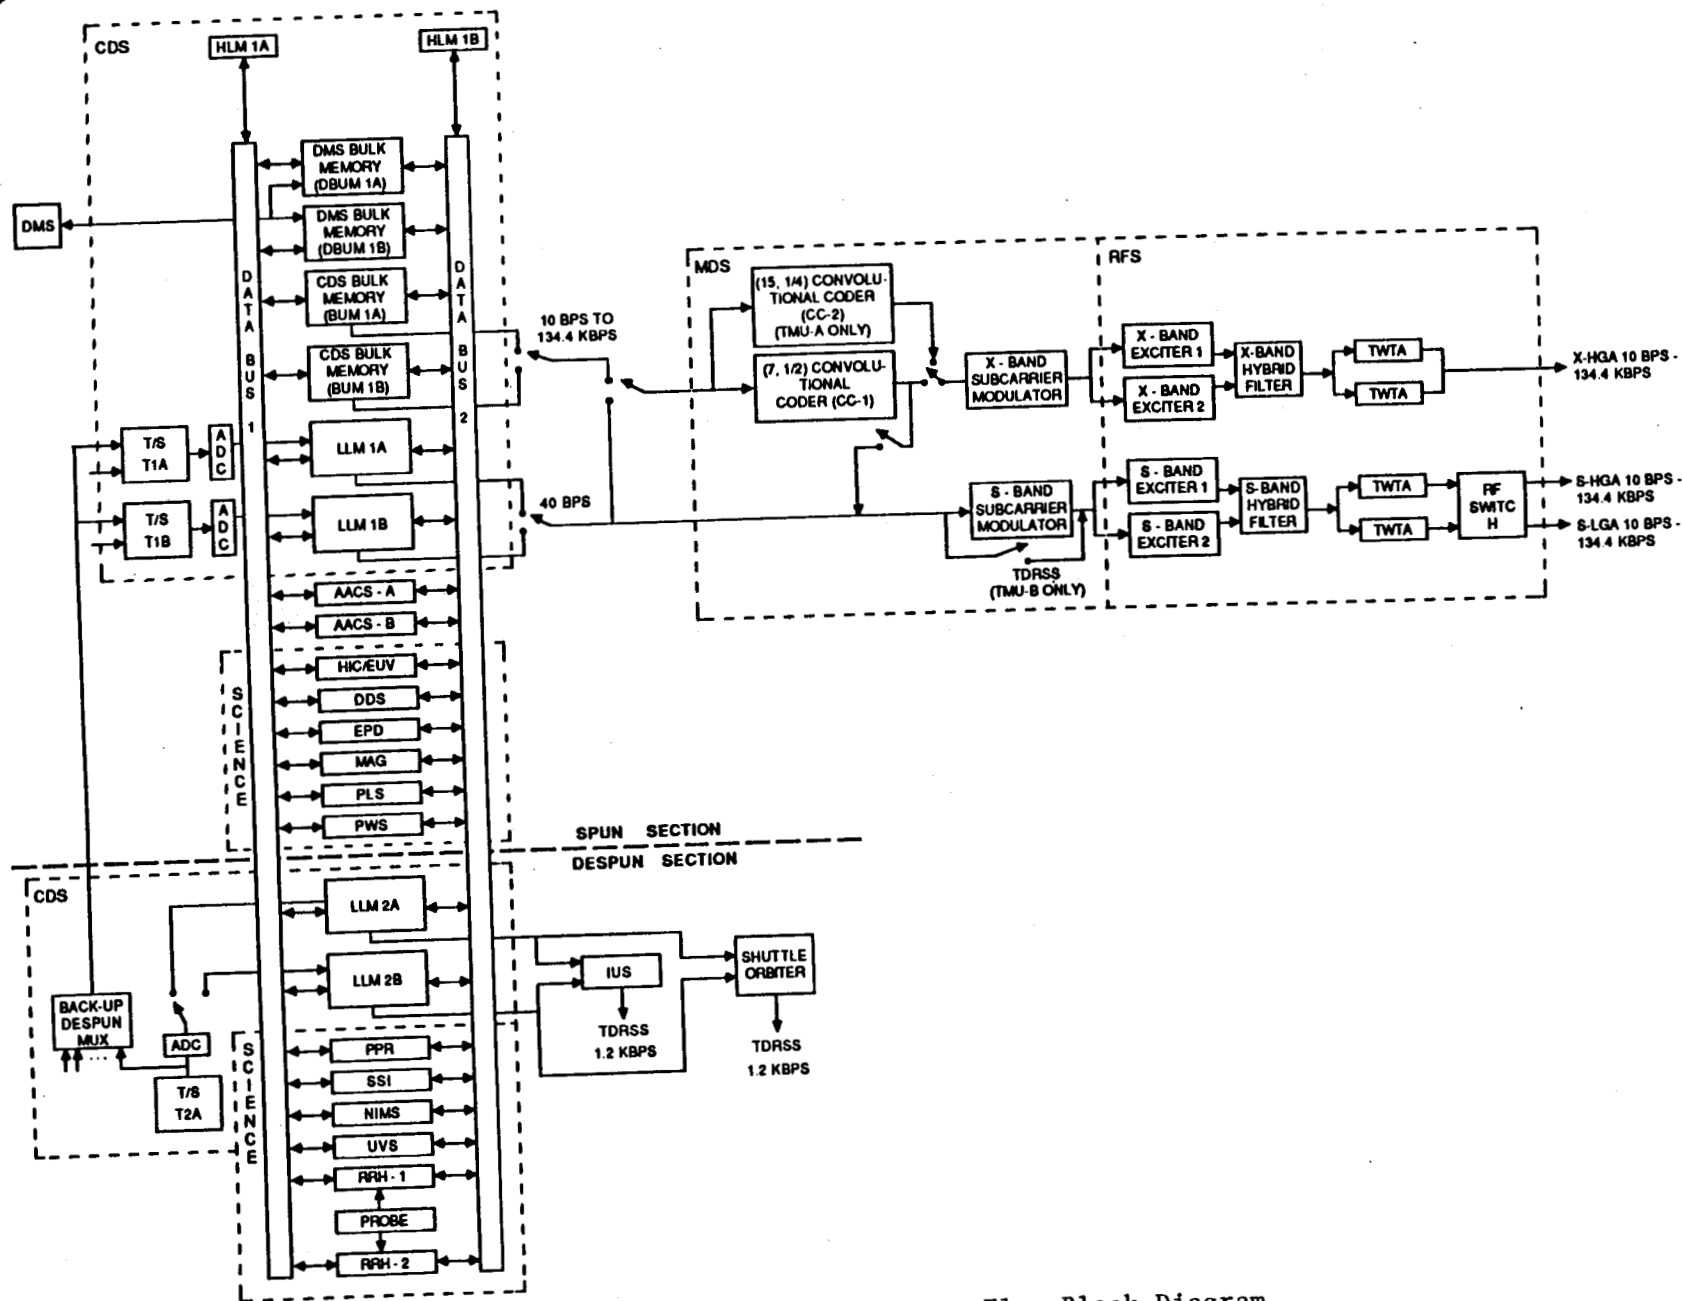 CDS
HLM 1A
HLM 1B
DMS BULK
MEMORY
(DBUM 1A)
DMS
DMS BULK
MEMORY
(DBUM 1B)
DATA BUS 1
DATA BUS 2
CDS BULK
MEMORY
(BUM 1A)
CDS BULK
MEMORY
(BUM 1B)
10 BPS TO
134.4 KBPS
T/S
T1A
ADC
LLM 1A
T/S
T1B
ADC
LLM 1B
40 BPS
AACS - A
AACS - B
MDS
(15, 1/4) CONVOLU-
TIONAL CODER
(CC-2)
(TMU-A ONLY)
(7, 1/2) CONVOLU-
TIONAL
CODER (CC-1)
X - BAND
SUBCARRIER
MODULATOR
S - BAND
SUBCARRIER
MODULATOR
TDRSS
(TMU-B ONLY)
RFS
X - BAND
EXCITER 1
X - BAND
EXCITER 2
X-BAND
HYBRID
FILTER
TWTA
TWTA
X-HGA 10 BPS -
134.4 KBPS
S - BAND
EXCITER 1
S - BAND
EXCITER 2
S-BAND
HYBRID
FILTER
TWTA
TWTA
RF
SWITC
H
S-HGA 10 BPS -
134.4 KBPS
S-LGA 10 BPS -
134.4 KBPS
SCIENCE
HIC/EUV
DDS
EPD
MAG
PLS
PWS
SPUN SECTION
DESPUN SECTION
CDS
LLM 2A
LLM 2B
BACK-UP
DESPUN
MUX
...
ADC
T/S
T2A
IUS
TDRSS
1.2 KBPS
SHUTTLE
ORBITER
TDRSS
1.2 KBPS
SCIENCE
PPR
SSI
NIMS
UVS
RRH - 1
PROBE
RRH - 2
Block Diagram